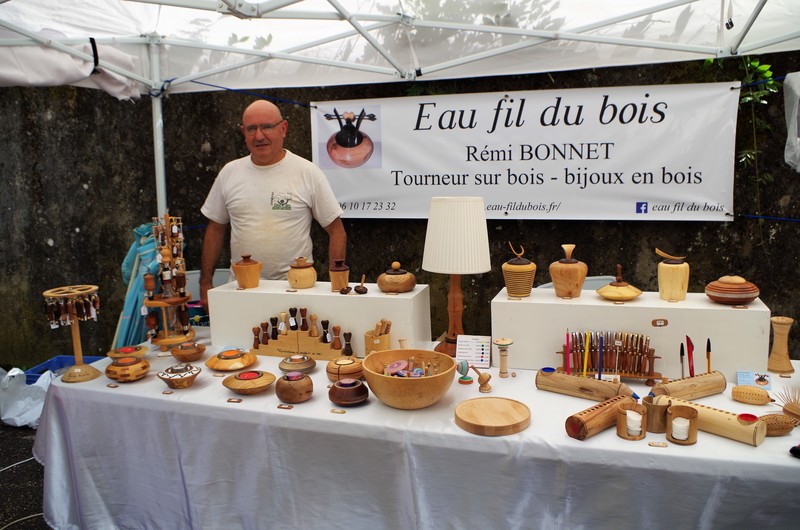 Eau fil du bois
Rémi BONNET
Tourneur sur bois - bijoux en bois
06 10 17 23 32
eau-fildubois.fr/
eau fil du bois